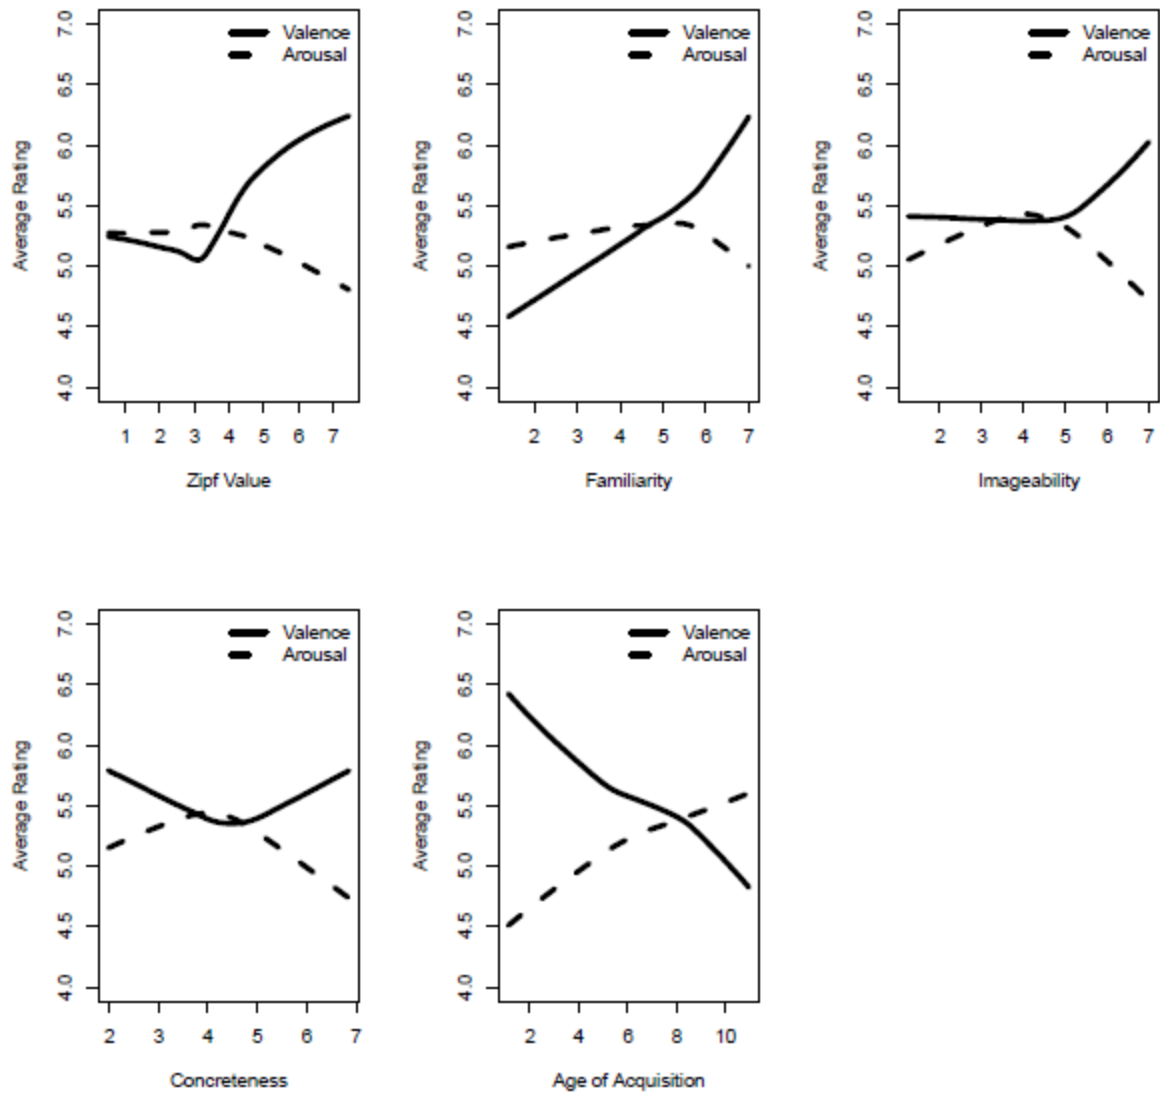 Valence
Arousal
Average Rating
7.0
6.5
6.0
5.5
5.0
4.5
4.0
1 2 3 4 5 6 7
Zipf Value
Valence
Arousal
Average Rating
7.0
6.5
6.0
5.5
5.0
4.5
4.0
2 3 4 5 6 7
Familiarity
Valence
Arousal
Average Rating
7.0
6.5
6.0
5.5
5.0
4.5
4.0
2 3 4 5 6 7
Imageability
Valence
Arousal
Average Rating
7.0
6.5
6.0
5.5
5.0
4.5
4.0
2 3 4 5 6 7
Concreteness
Valence
Arousal
Average Rating
7.0
6.5
6.0
5.5
5.0
4.5
4.0
2 4 6 8 10
Age of Acquisition